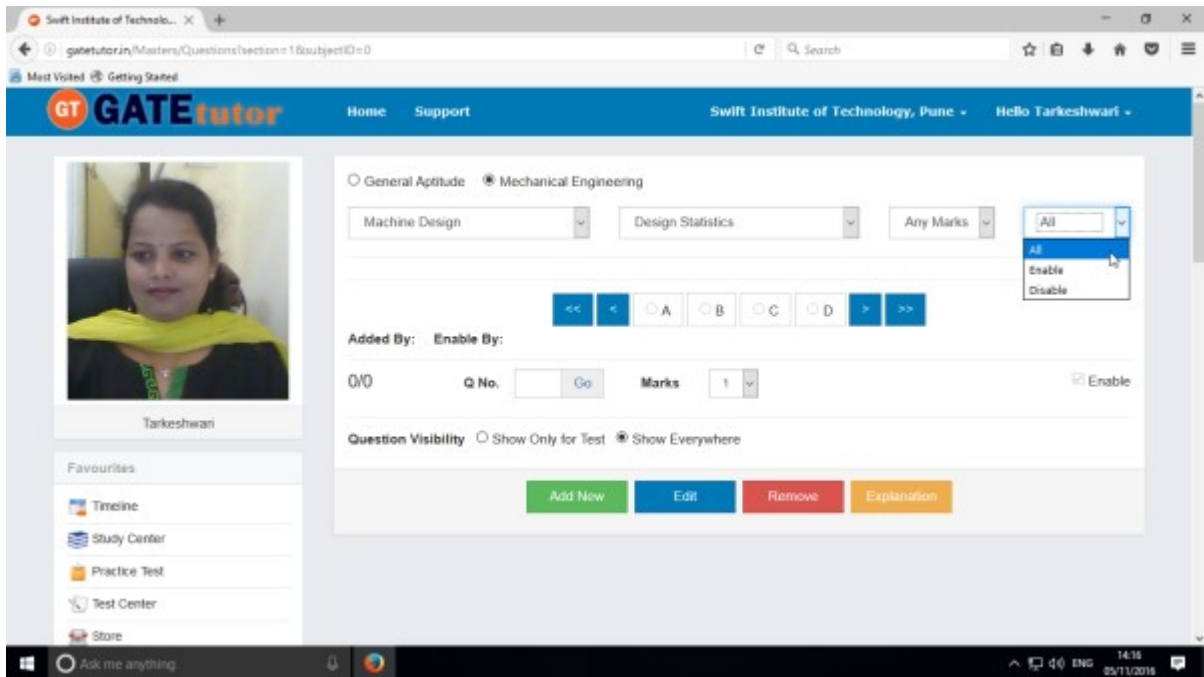 Swift Institute of Technolo...
gatetutor.in/Masters/Questions?section=1&subjectID=0
Search
Most Visited Getting Started
GT GATEtutor Home Support Swift Institute of Technology, Pune Hello Tarkeshwari
General Aptitude Mechanical Engineering
Machine Design Design Statistics Any Marks All
All
Enable
Disable
<< < A B C D > >>
Added By: Enable By:
0/0 Q No. Go Marks 1 Enable
Question Visibility Show Only for Test Show Everywhere
Add New Edit Remove Explanation
Tarkeshwari
Favourites
Timeline
Study Center
Practice Test
Test Center
Store
Ask me anything ENG 14:16
05/11/2016